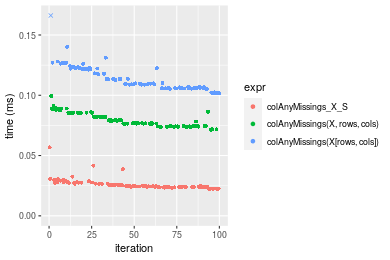 0.15
0.10
0.05
0.00
time (ms)
0
25
50
75
100
iteration
expr
colAnyMissings_X_S
colAnyMissings(X, rows, cols)
colAnyMissings(X[rows, cols])